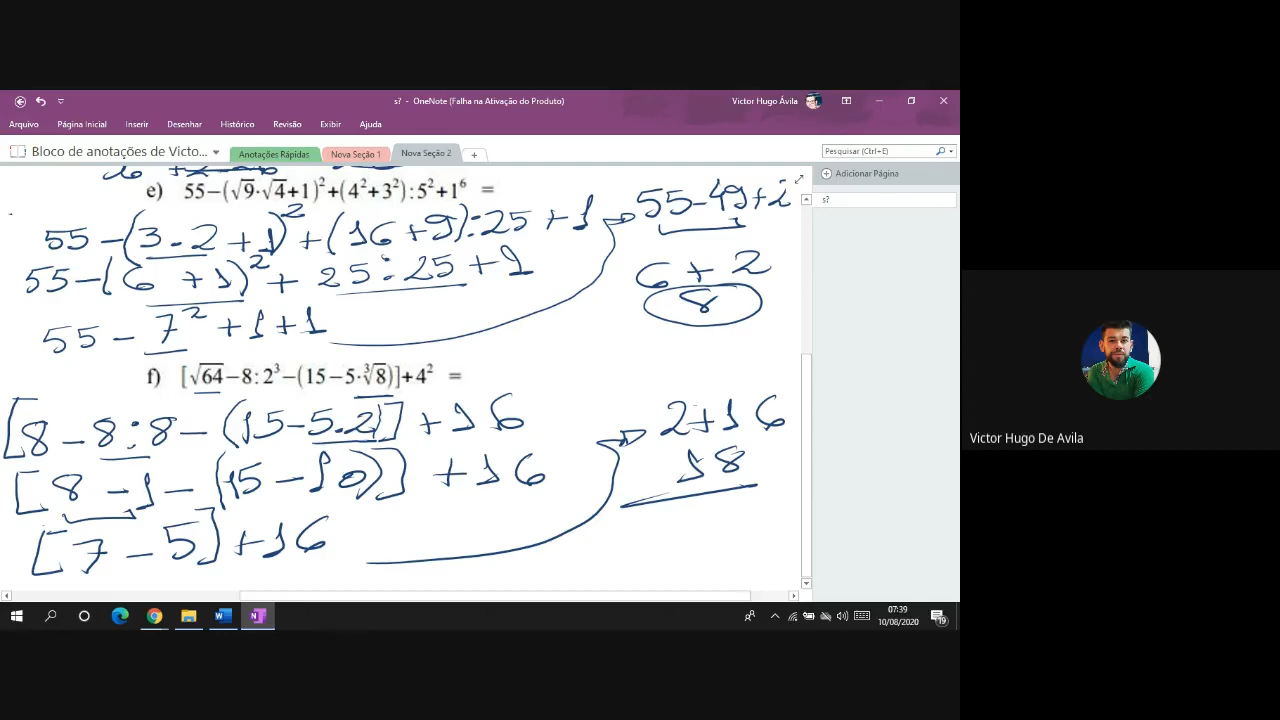 s? - OneNote (Falha na Ativação do Produto)
Victor Hugo Ávila
Arquivo Página Inicial Inserir Desenhar Histórico Revisão Exibir Ajuda
Bloco de anotações de Victo...
Anotações Rápidas
Nova Seção 1
Nova Seção 2
Pesquisar (Ctrl+E)
Adicionar Página
s?
e) 55-(√9·√4+1)²+(4²+3²):5²+1⁶ =
55-(3·2+1)²+(16+9):25+1
55-(6+1)²+25:25+1
55-7²+1+1
55-49+2
6+2
8
f) [√64-8:2³-(15-5·∛8)]+4² =
[8-8:8-(15-5·2)]+16
[8-1-(15-10)]+16
[7-5]+16
2+16
18
Victor Hugo De Avila
07:39
10/08/2020
19